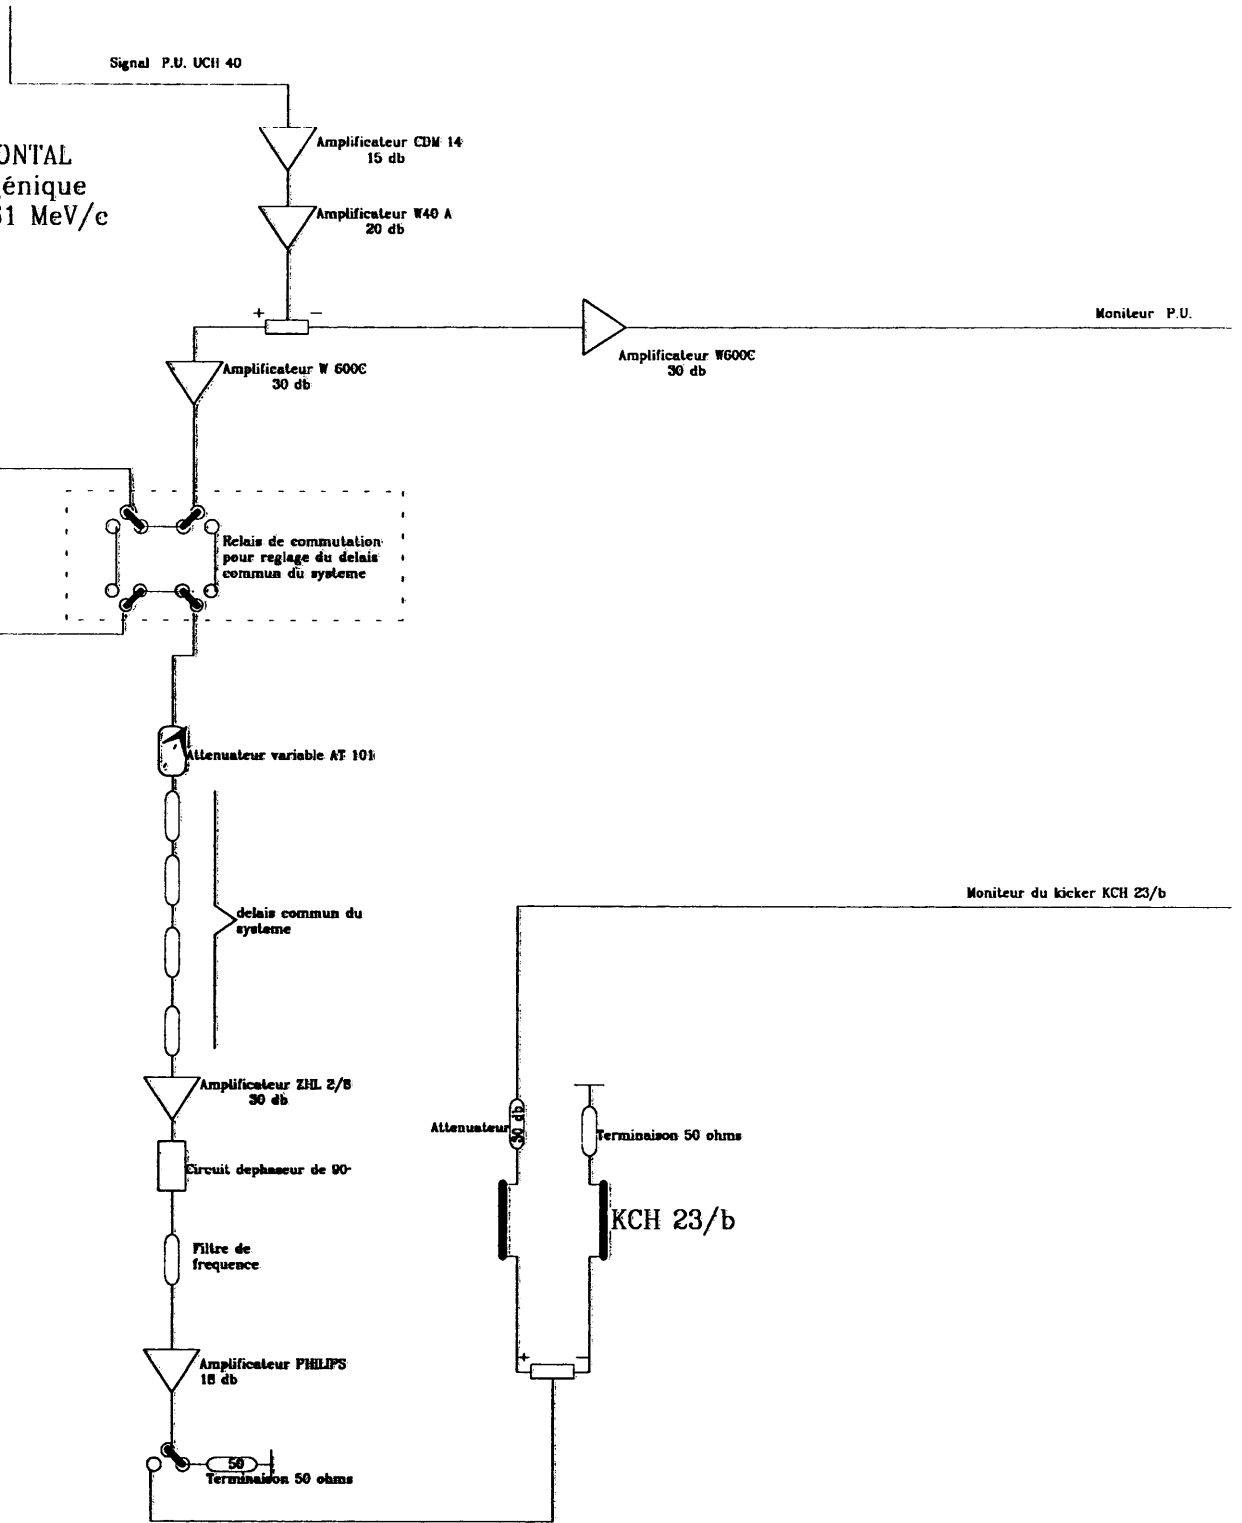 Signal P.U. UCH 40
Amplificateur CDM 14
15 db
ONTAL
génique
61 MeV/c
Amplificateur W40 A
20 db
+ −
Moniteur P.U.
Amplificateur W 600C
30 db
Amplificateur W600C
30 db
Relais de commutation
pour reglage du delais
commun du systeme
Attenuateur variable AT 101
delais commun du
systeme
Moniteur du kicker KCH 23/b
Amplificateur ZHL 2/8
30 db
Attenuateur
30 db
Terminaison 50 ohms
Circuit dephaseur de 90
KCH 23/b
Filtre de
frequence
Amplificateur PHILIPS
18 db
+ −
50
Terminaison 50 ohms